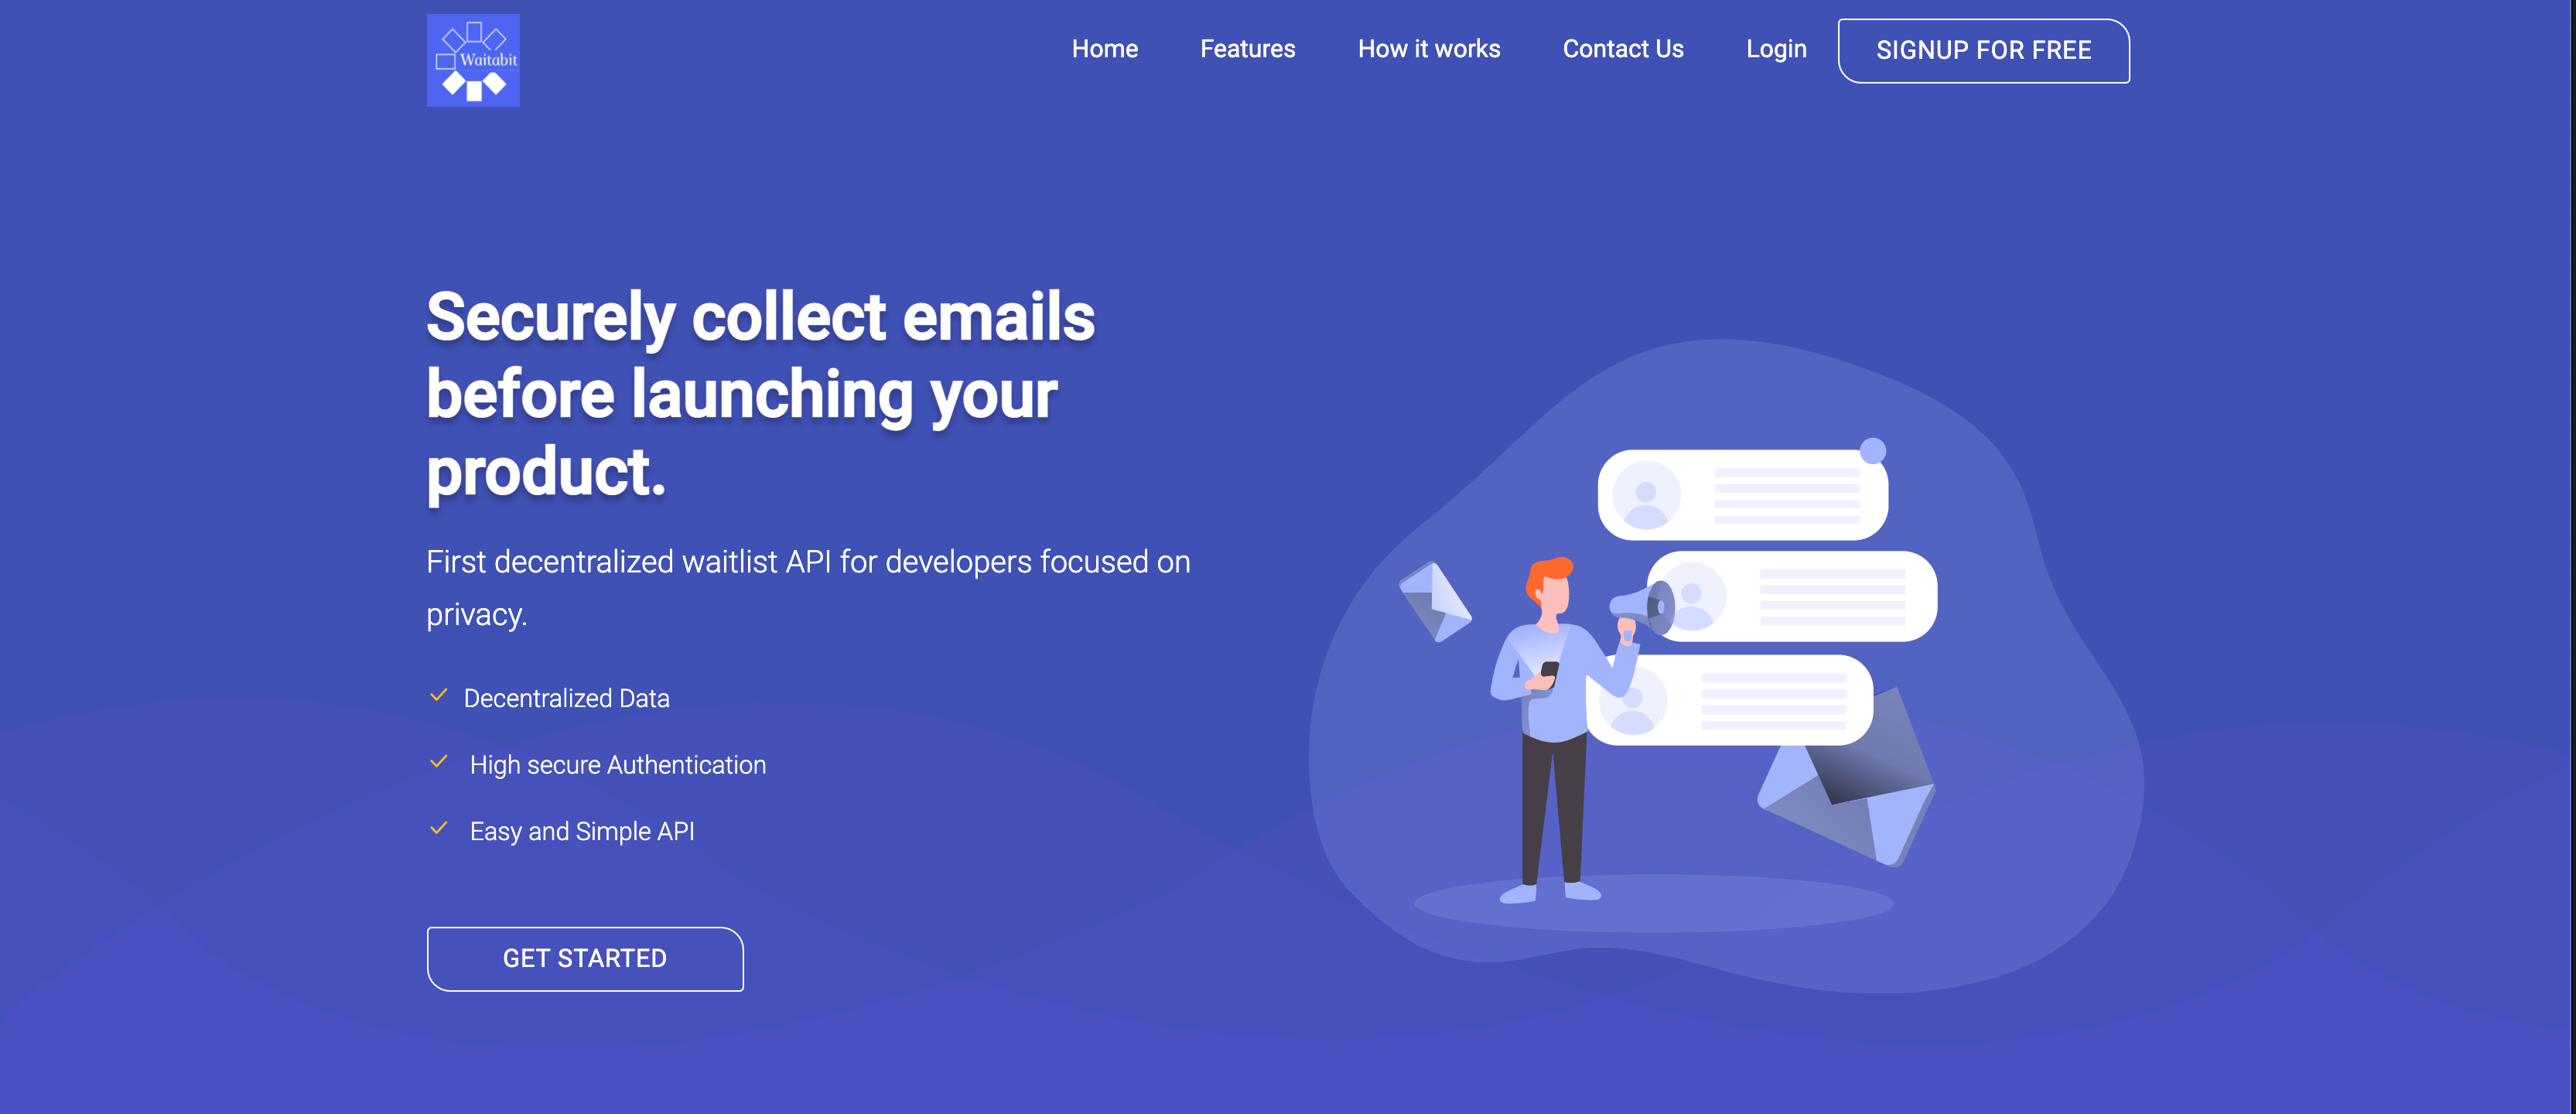 Waitabit
Home
Features
How it works
Contact Us
Login
SIGNUP FOR FREE
Securely collect emails
before launching your
product.
First decentralized waitlist API for developers focused on
privacy.
Decentralized Data
High secure Authentication
Easy and Simple API
GET STARTED